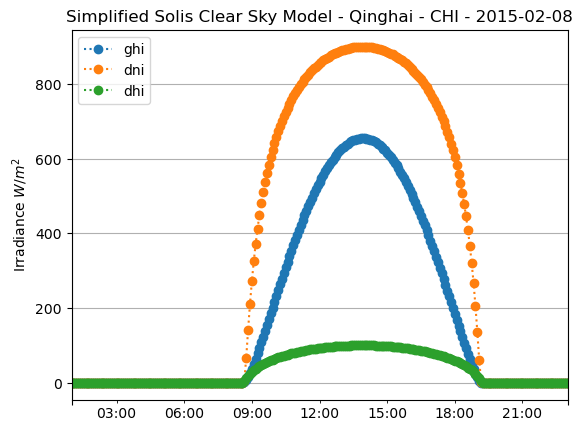 Simplified Solis Clear Sky Model - Qinghai - CHI - 2015-02-08
ghi
dni
dhi
Irradiance W/m²
800
600
400
200
0
03:00 06:00 09:00 12:00 15:00 18:00 21:00